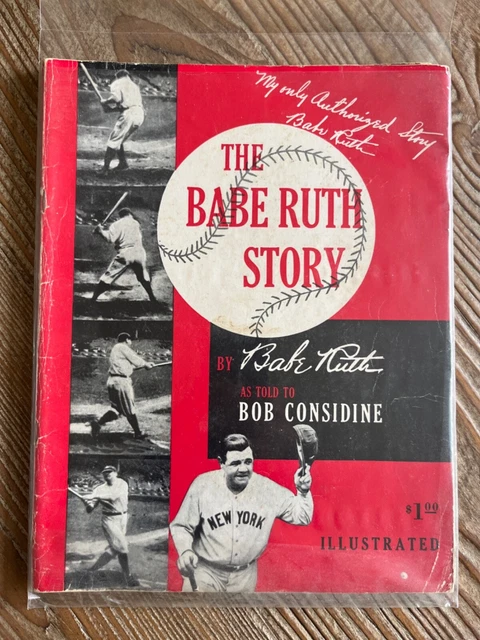 My only Authorized Story
Babe Ruth
THE
BABE RUTH
STORY
BY Babe Ruth
AS TOLD TO
BOB CONSIDINE
NEW YORK
$1.00
ILLUSTRATED